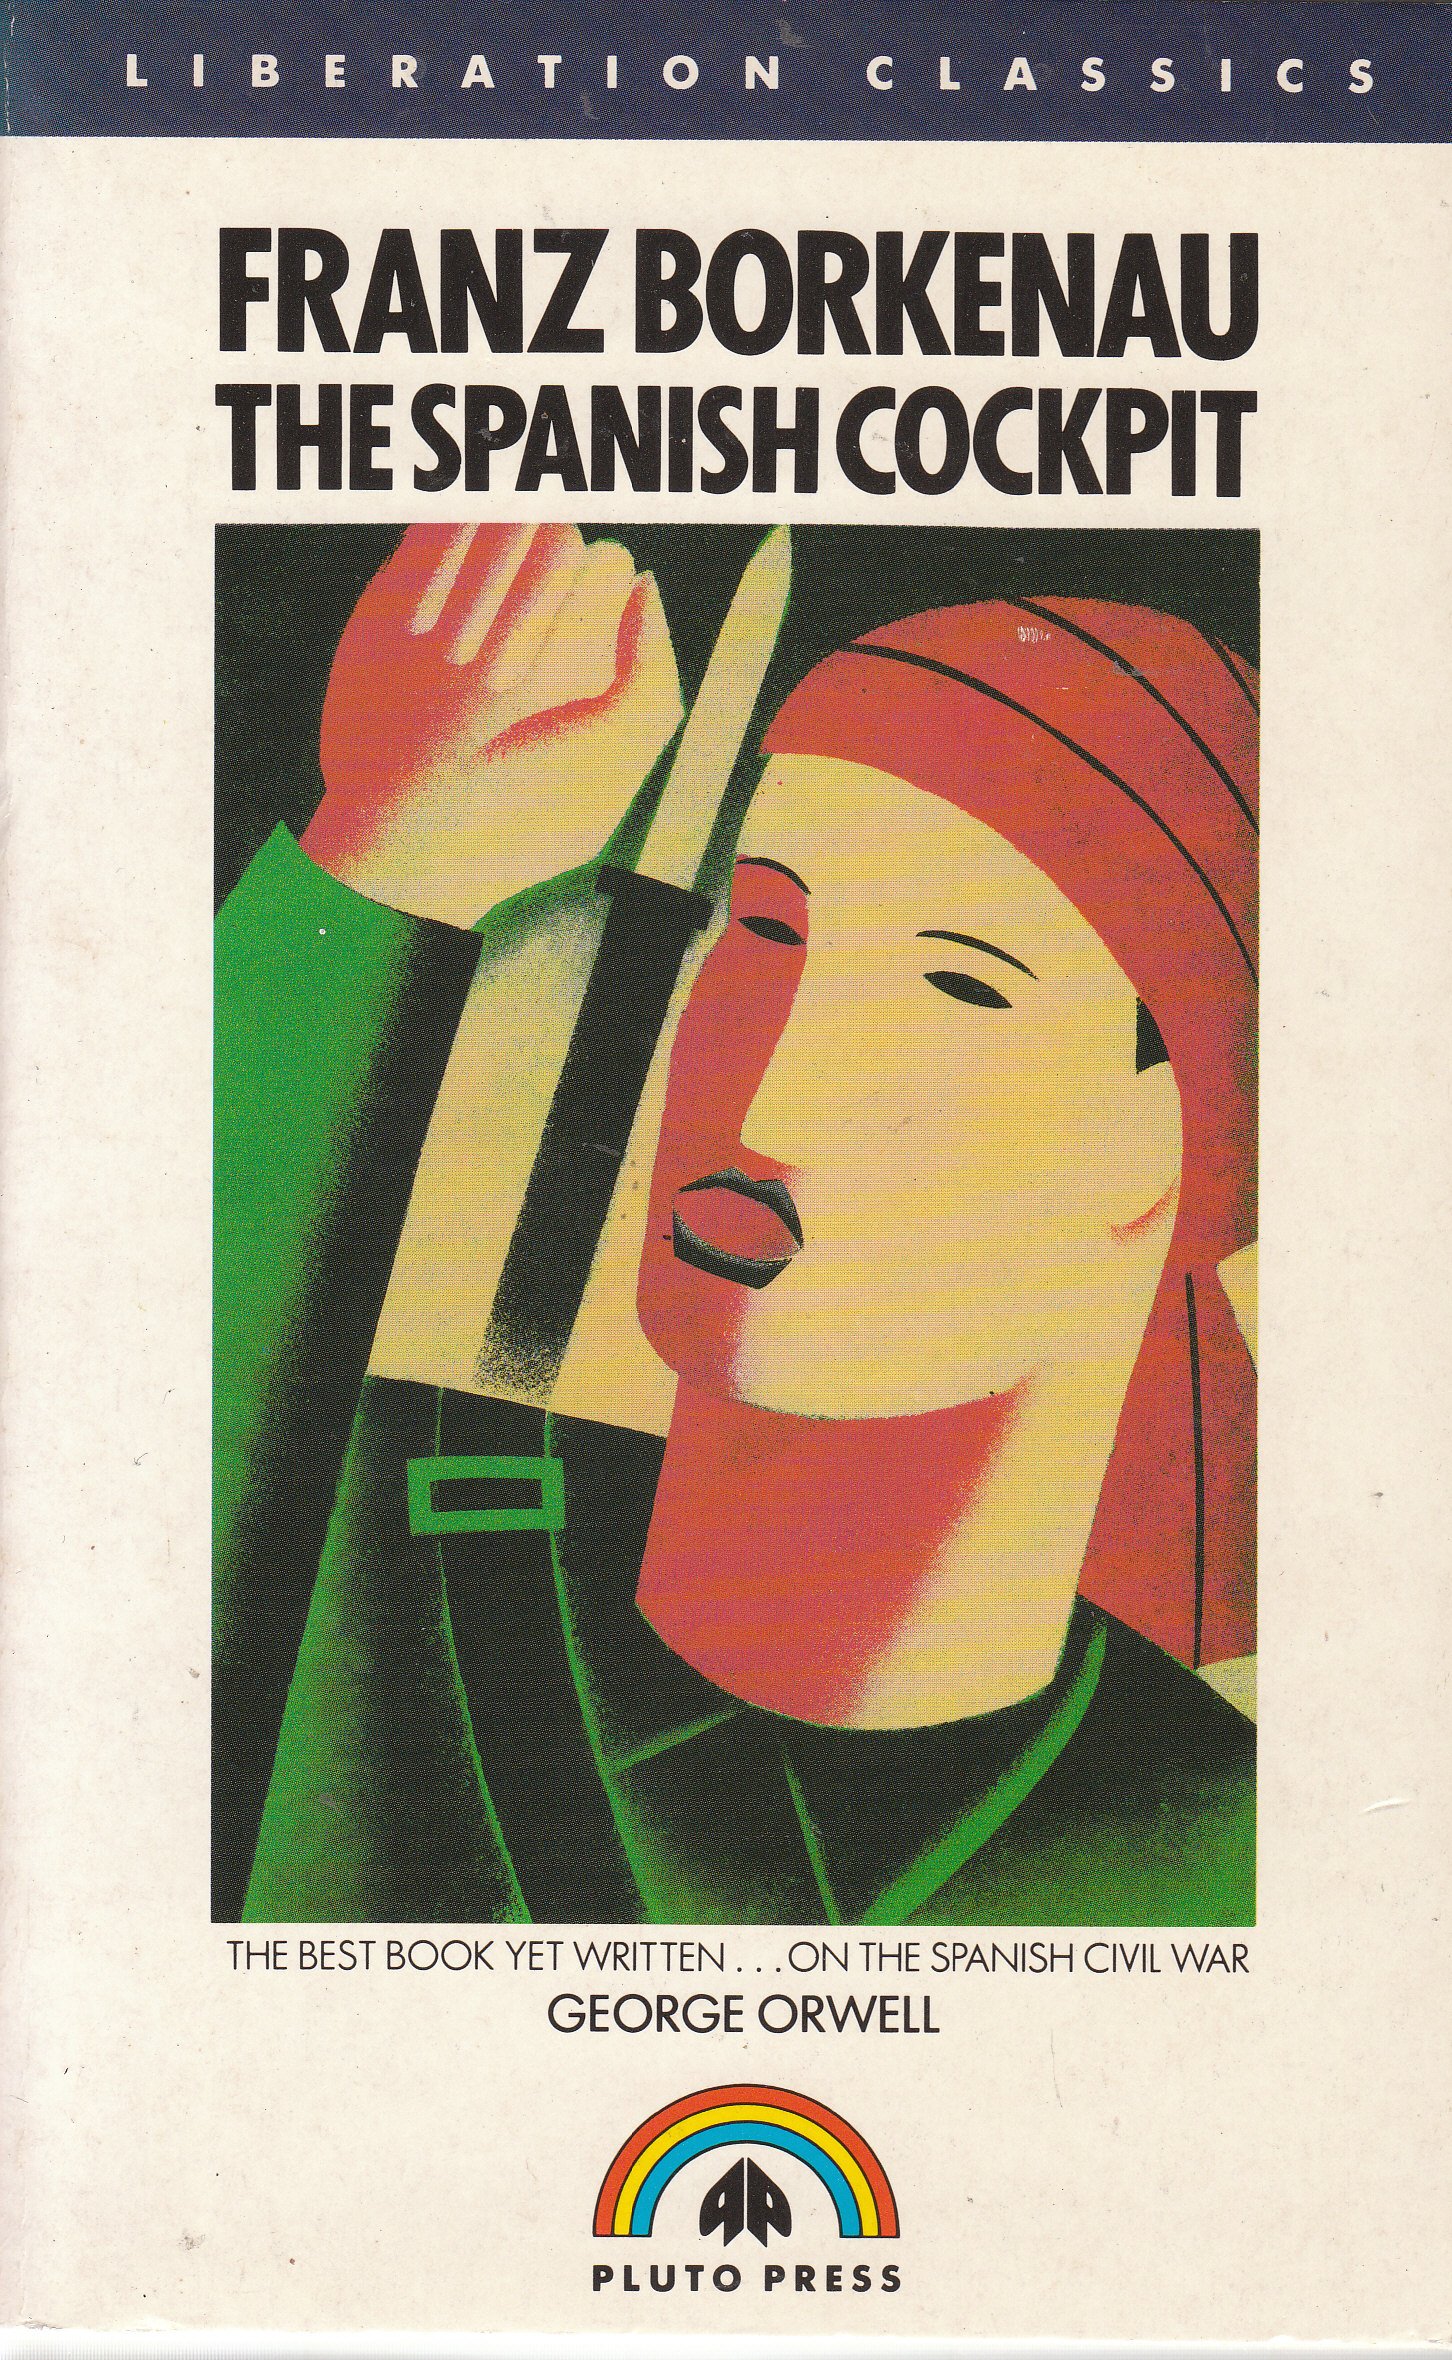 LIBERATION CLASSICS
FRANZ BORKENAU
THE SPANISH COCKPIT
THE BEST BOOK YET WRITTEN . . . ON THE SPANISH CIVIL WAR
GEORGE ORWELL
PLUTO PRESS